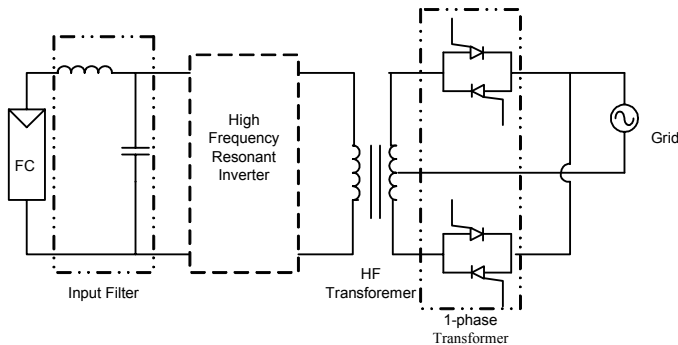 High
Frequency
Resonant
Inverter
FC
Grid
Input Filter
HF
Transforemer
1-phase
Transformer